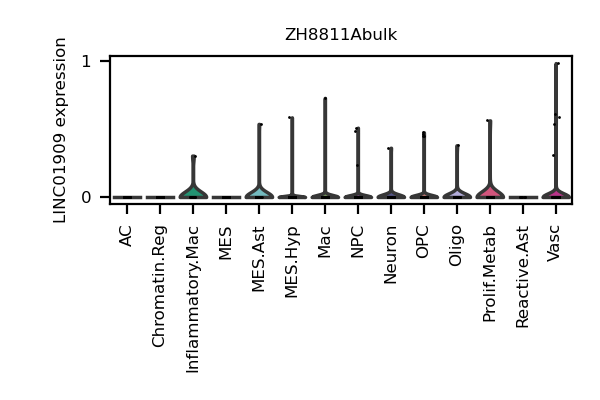 ZH8811Abulk
LINC01909 expression
1
0
AC
Chromatin.Reg
Inflammatory.Mac
MES
MES.Ast
MES.Hyp
Mac
NPC
Neuron
OPC
Oligo
Prolif.Metab
Reactive.Ast
Vasc